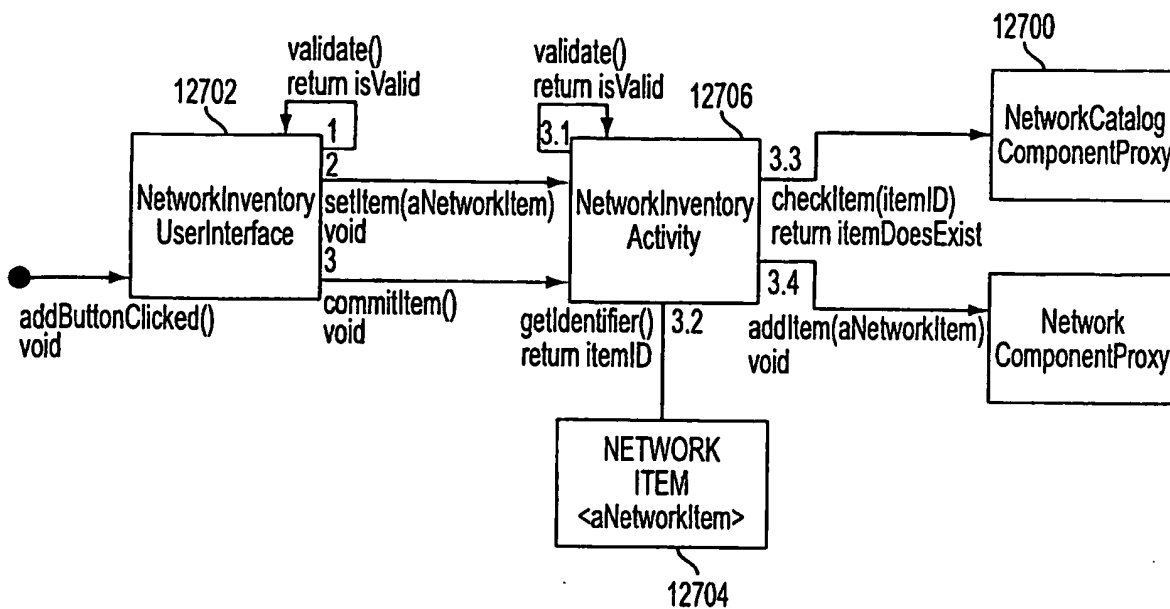 12700
validate()
return isValid
validate()
return isValid
12702
12706
1
3.1
3.3
NetworkCatalog
ComponentProxy
2
NetworkInventory
UserInterface
setItem(aNetworkItem)
void
NetworkInventory
Activity
checkItem(itemID)
return itemDoesExist
3
3.4
addButtonClicked()
void
commitItem()
void
getIdentifier()
return itemID
3.2
addItem(aNetworkItem)
void
Network
ComponentProxy
NETWORK
ITEM
<aNetworkItem>
12704